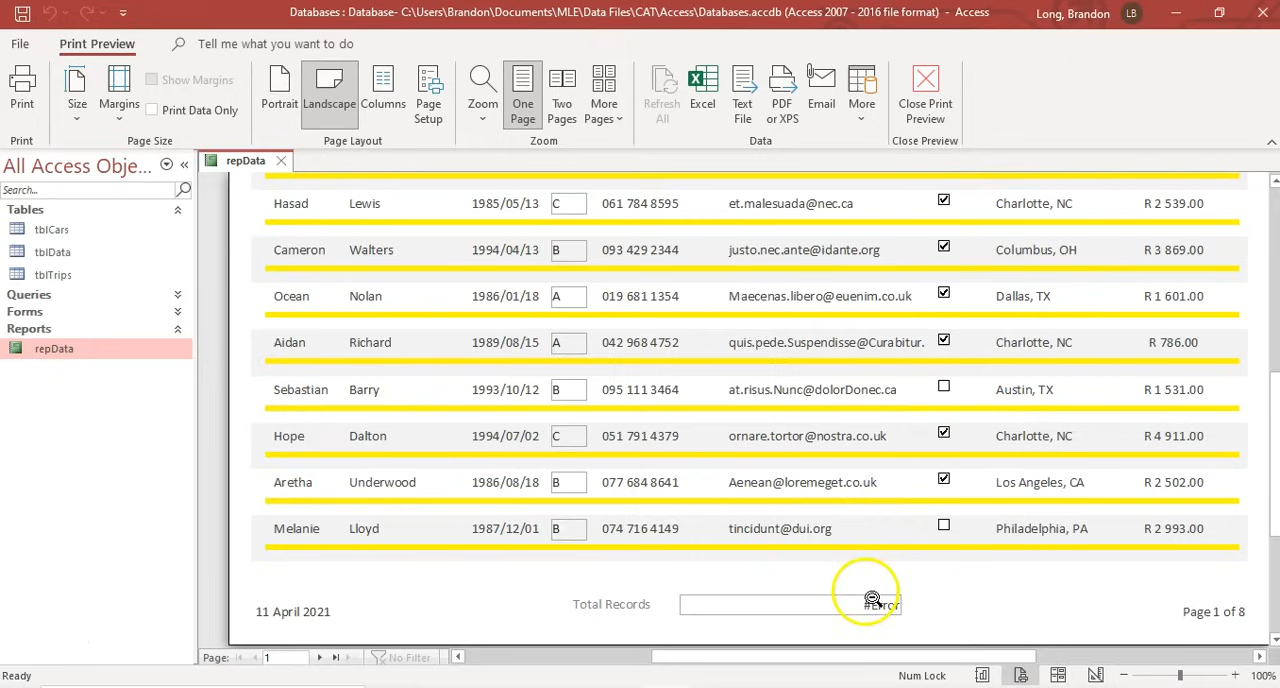 Databases : Database- C:\Users\Brandon\Documents\MLE\Data Files\CAT\Access\Databases.accdb (Access 2007 - 2016 file format) - Access
Long, Brandon LB
File Print Preview Tell me what you want to do
Show Margins
Print Data Only
Print Size Margins Portrait Landscape Columns Page Setup Zoom One Page Two Pages More Pages Refresh All Excel Text File PDF or XPS Email More Close Print Preview
Print Page Size Page Layout Zoom Data Close Preview
All Access Obje...
Search...
Tables
tblCars
tblData
tblTrips
Queries
Forms
Reports
repData
repData
Hasad Lewis 1985/05/13 C 061 784 8595 et.malesuada@nec.ca Charlotte, NC R 2 539.00
Cameron Walters 1994/04/13 B 093 429 2344 justo.nec.ante@idante.org Columbus, OH R 3 869.00
Ocean Nolan 1986/01/18 A 019 681 1354 Maecenas.libero@euenim.co.uk Dallas, TX R 1 601.00
Aidan Richard 1989/08/15 A 042 968 4752 quis.pede.Suspendisse@Curabitur. Charlotte, NC R 786.00
Sebastian Barry 1993/10/12 B 095 111 3464 at.risus.Nunc@dolorDonec.ca Austin, TX R 1 531.00
Hope Dalton 1994/07/02 C 051 791 4379 ornare.tortor@nostra.co.uk Charlotte, NC R 4 911.00
Aretha Underwood 1986/08/18 B 077 684 8641 Aenean@loremeget.co.uk Los Angeles, CA R 2 502.00
Melanie Lloyd 1987/12/01 B 074 716 4149 tincidunt@dui.org Philadelphia, PA R 2 993.00
Total Records #Error
11 April 2021 Page 1 of 8
Page: 1 No Filter
Ready Num Lock 100%